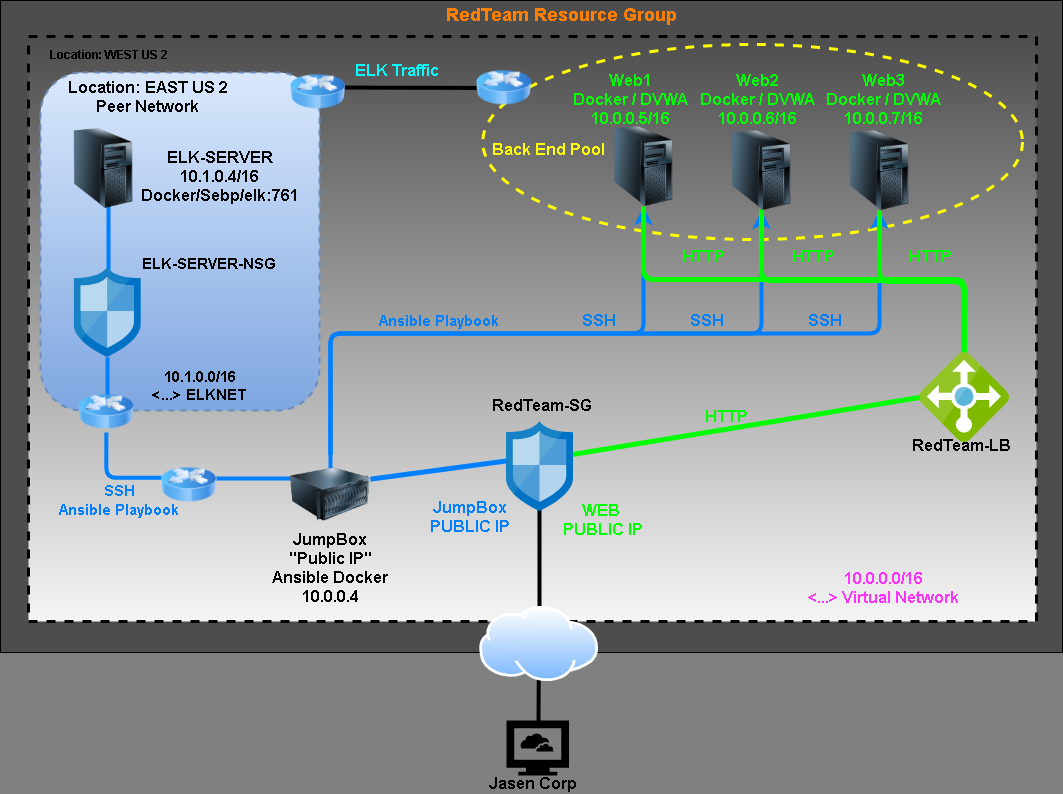 RedTeam Resource Group
Location: WEST US 2
Location: EAST US 2
Peer Network
ELK Traffic
Web1
Docker / DVWA
10.0.0.5/16
Web2
Docker / DVWA
10.0.0.6/16
Web3
Docker / DVWA
10.0.0.7/16
Back End Pool
ELK-SERVER
10.1.0.4/16
Docker/Sebp/elk:761
ELK-SERVER-NSG
HTTP
HTTP
HTTP
Ansible Playbook
SSH
SSH
SSH
10.1.0.0/16
<...> ELKNET
RedTeam-SG
HTTP
RedTeam-LB
SSH
Ansible Playbook
JumpBox
PUBLIC IP
WEB
PUBLIC IP
JumpBox
"Public IP"
Ansible Docker
10.0.0.4
10.0.0.0/16
<...> Virtual Network
Jasen Corp